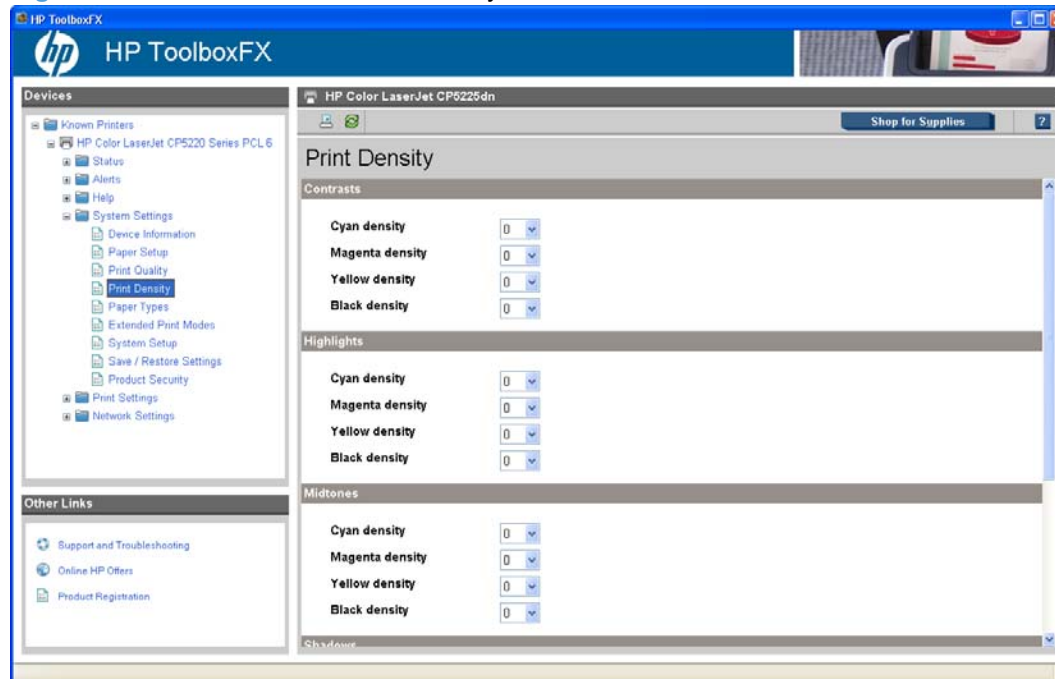 HP ToolboxFX
hp
HP ToolboxFX
Devices
Known Printers
HP Color LaserJet CP5220 Series PCL 6
Status
Alerts
Help
System Settings
Device Information
Paper Setup
Print Quality
Print Density
Paper Types
Extended Print Modes
System Setup
Save / Restore Settings
Product Security
Print Settings
Network Settings
Other Links
Support and Troubleshooting
Online HP Offers
Product Registration
HP Color LaserJet CP5225dn
Shop for Supplies ?
Print Density
Contrasts
Cyan density 0
Magenta density 0
Yellow density 0
Black density 0
Highlights
Cyan density 0
Magenta density 0
Yellow density 0
Black density 0
Midtones
Cyan density 0
Magenta density 0
Yellow density 0
Black density 0
Shadows